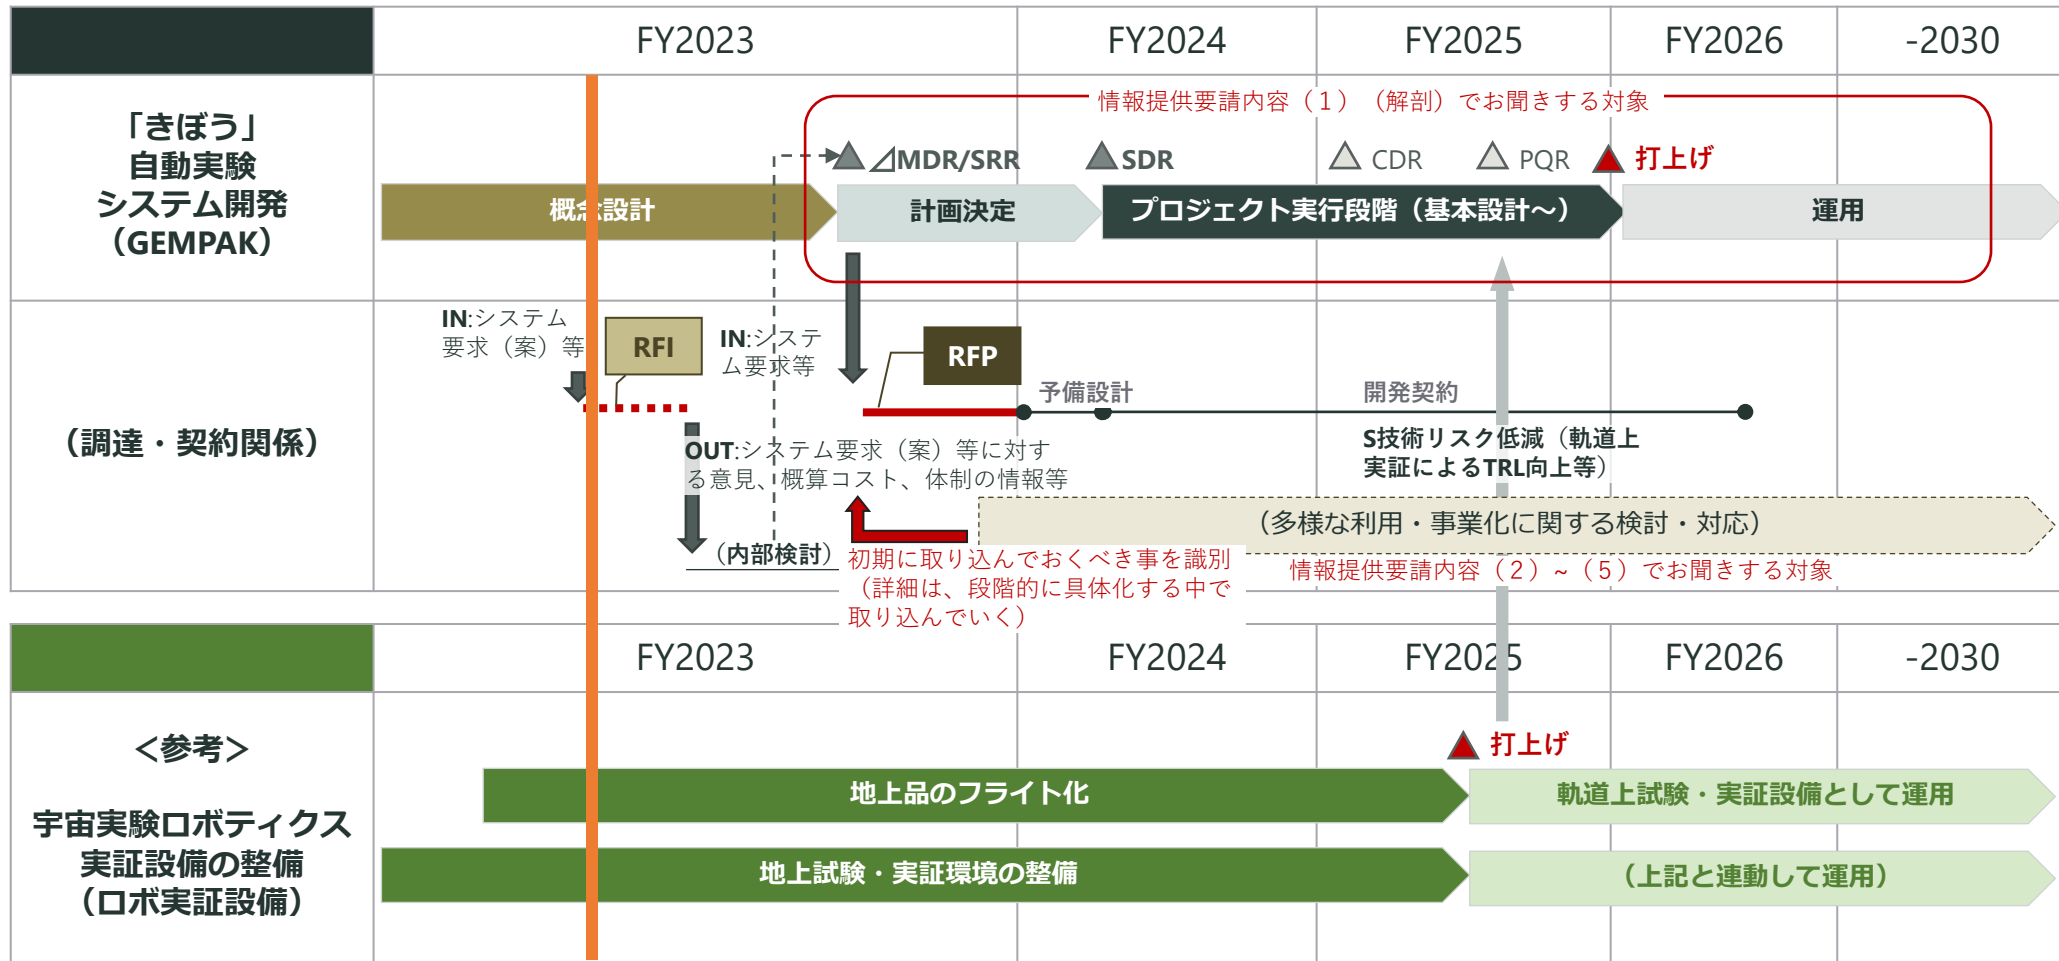 FY2023
FY2024
FY2025
FY2026
-2030
「きぼう」
自動実験
システム開発
（GEMPAK）
情報提供要請内容（１）（解剖）でお聞きする対象
MDR/SRR
SDR
CDR
PQR
打上げ
概念設計
計画決定
プロジェクト実行段階（基本設計～）
運用
（調達・契約関係）
IN:システム
要求（案）等
RFI
IN:システ
ム要求等
RFP
予備設計
開発契約
OUT:システム要求（案）等に対す
る意見、概算コスト、体制の情報等
S技術リスク低減（軌道上
実証によるTRL向上等）
（多様な利用・事業化に関する検討・対応）
（内部検討）
初期に取り込んでおくべき事を識別
（詳細は、段階的に具体化する中で
取り込んでいく）
情報提供要請内容（２）~（５）でお聞きする対象
FY2023
FY2024
FY2025
FY2026
-2030
＜参考＞
宇宙実験ロボティクス
実証設備の整備
（ロボ実証設備）
打上げ
地上品のフライト化
軌道上試験・実証設備として運用
地上試験・実証環境の整備
（上記と連動して運用）